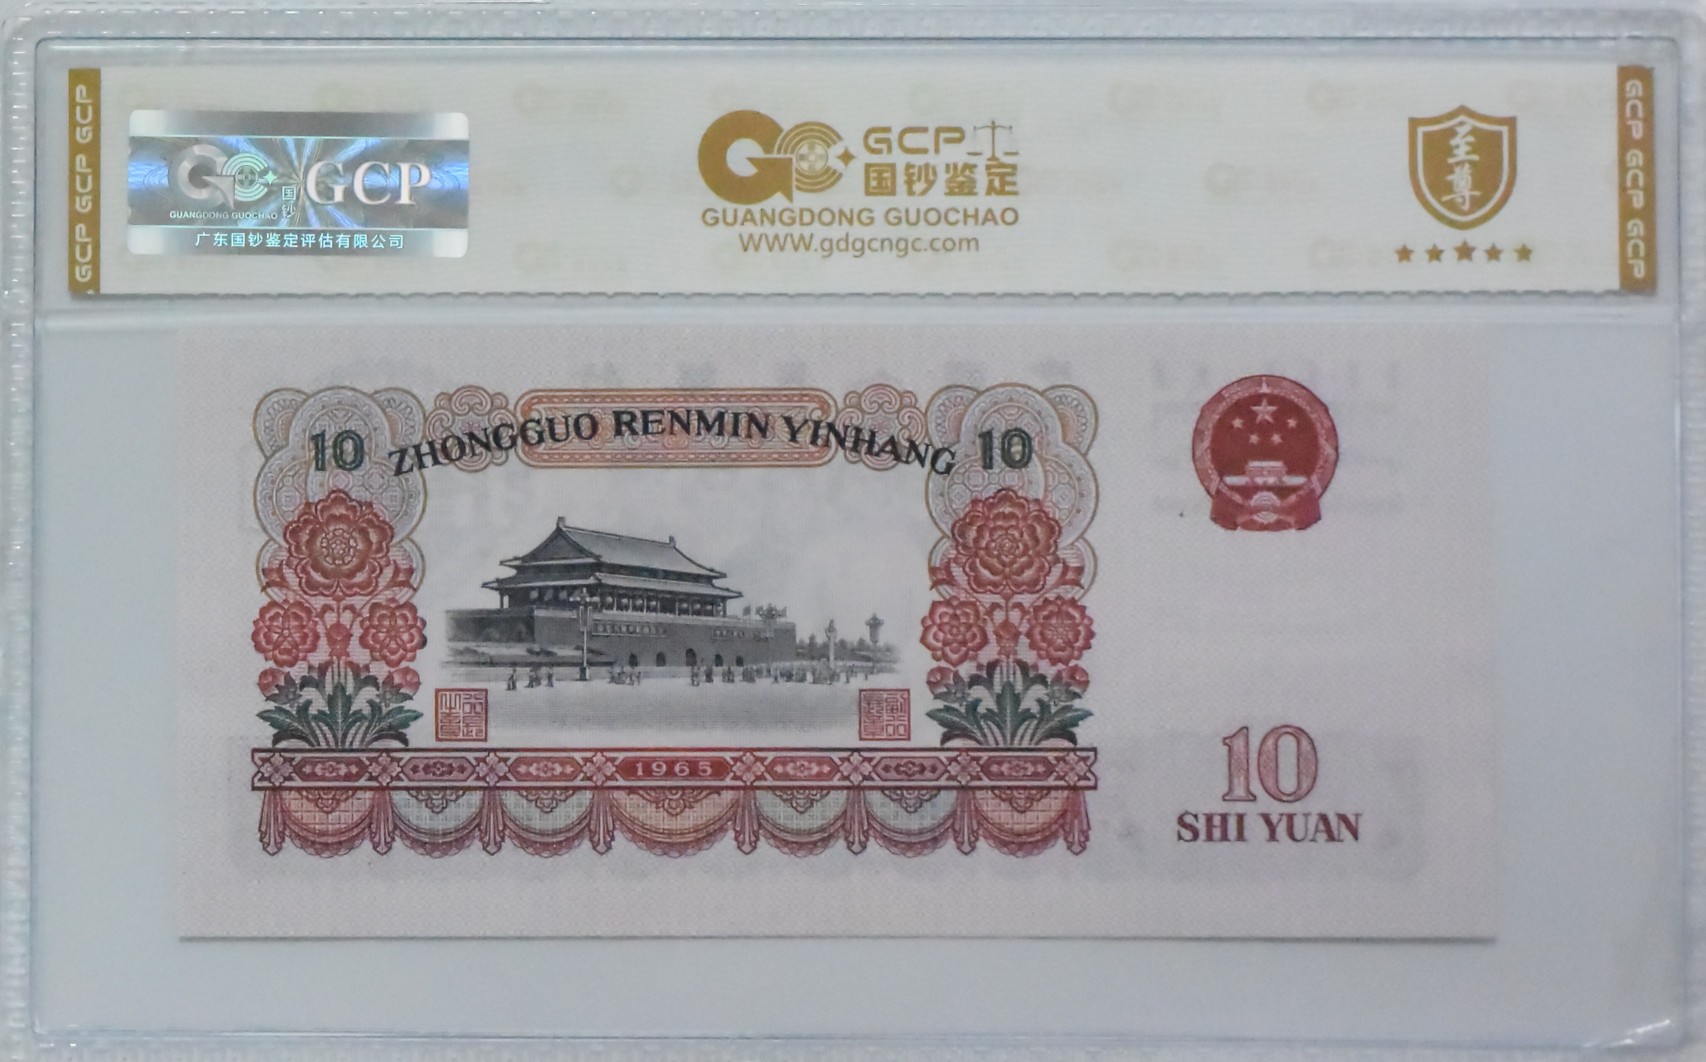 GCP GCP GCP
GCP
国钞
GUANGDONG GUOCHAO
广东国钞鉴定评估有限公司
GCP
国钞鉴定
GUANGDONG GUOCHAO
WWW.gdgcngc.com
至尊
GCP GCP GCP
10 ZHONGGUO RENMIN YINHANG 10
1965
10
SHI YUAN